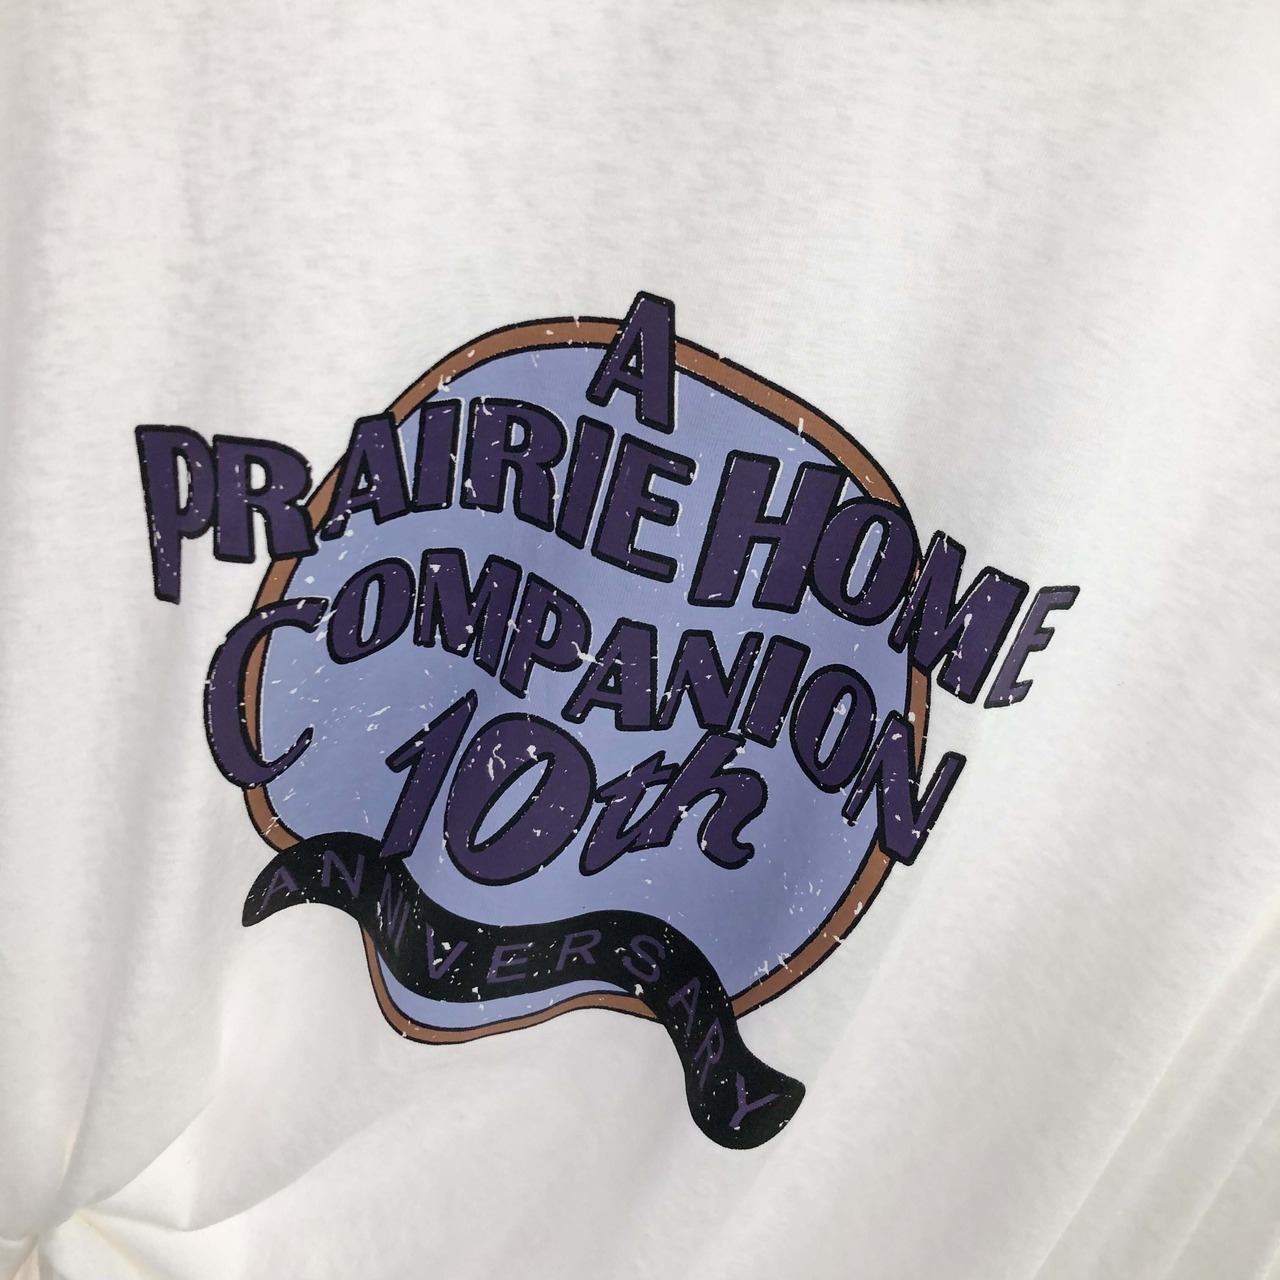 A
PRAIRIE HOME
COMPANION
10th
ANNIVERSARY